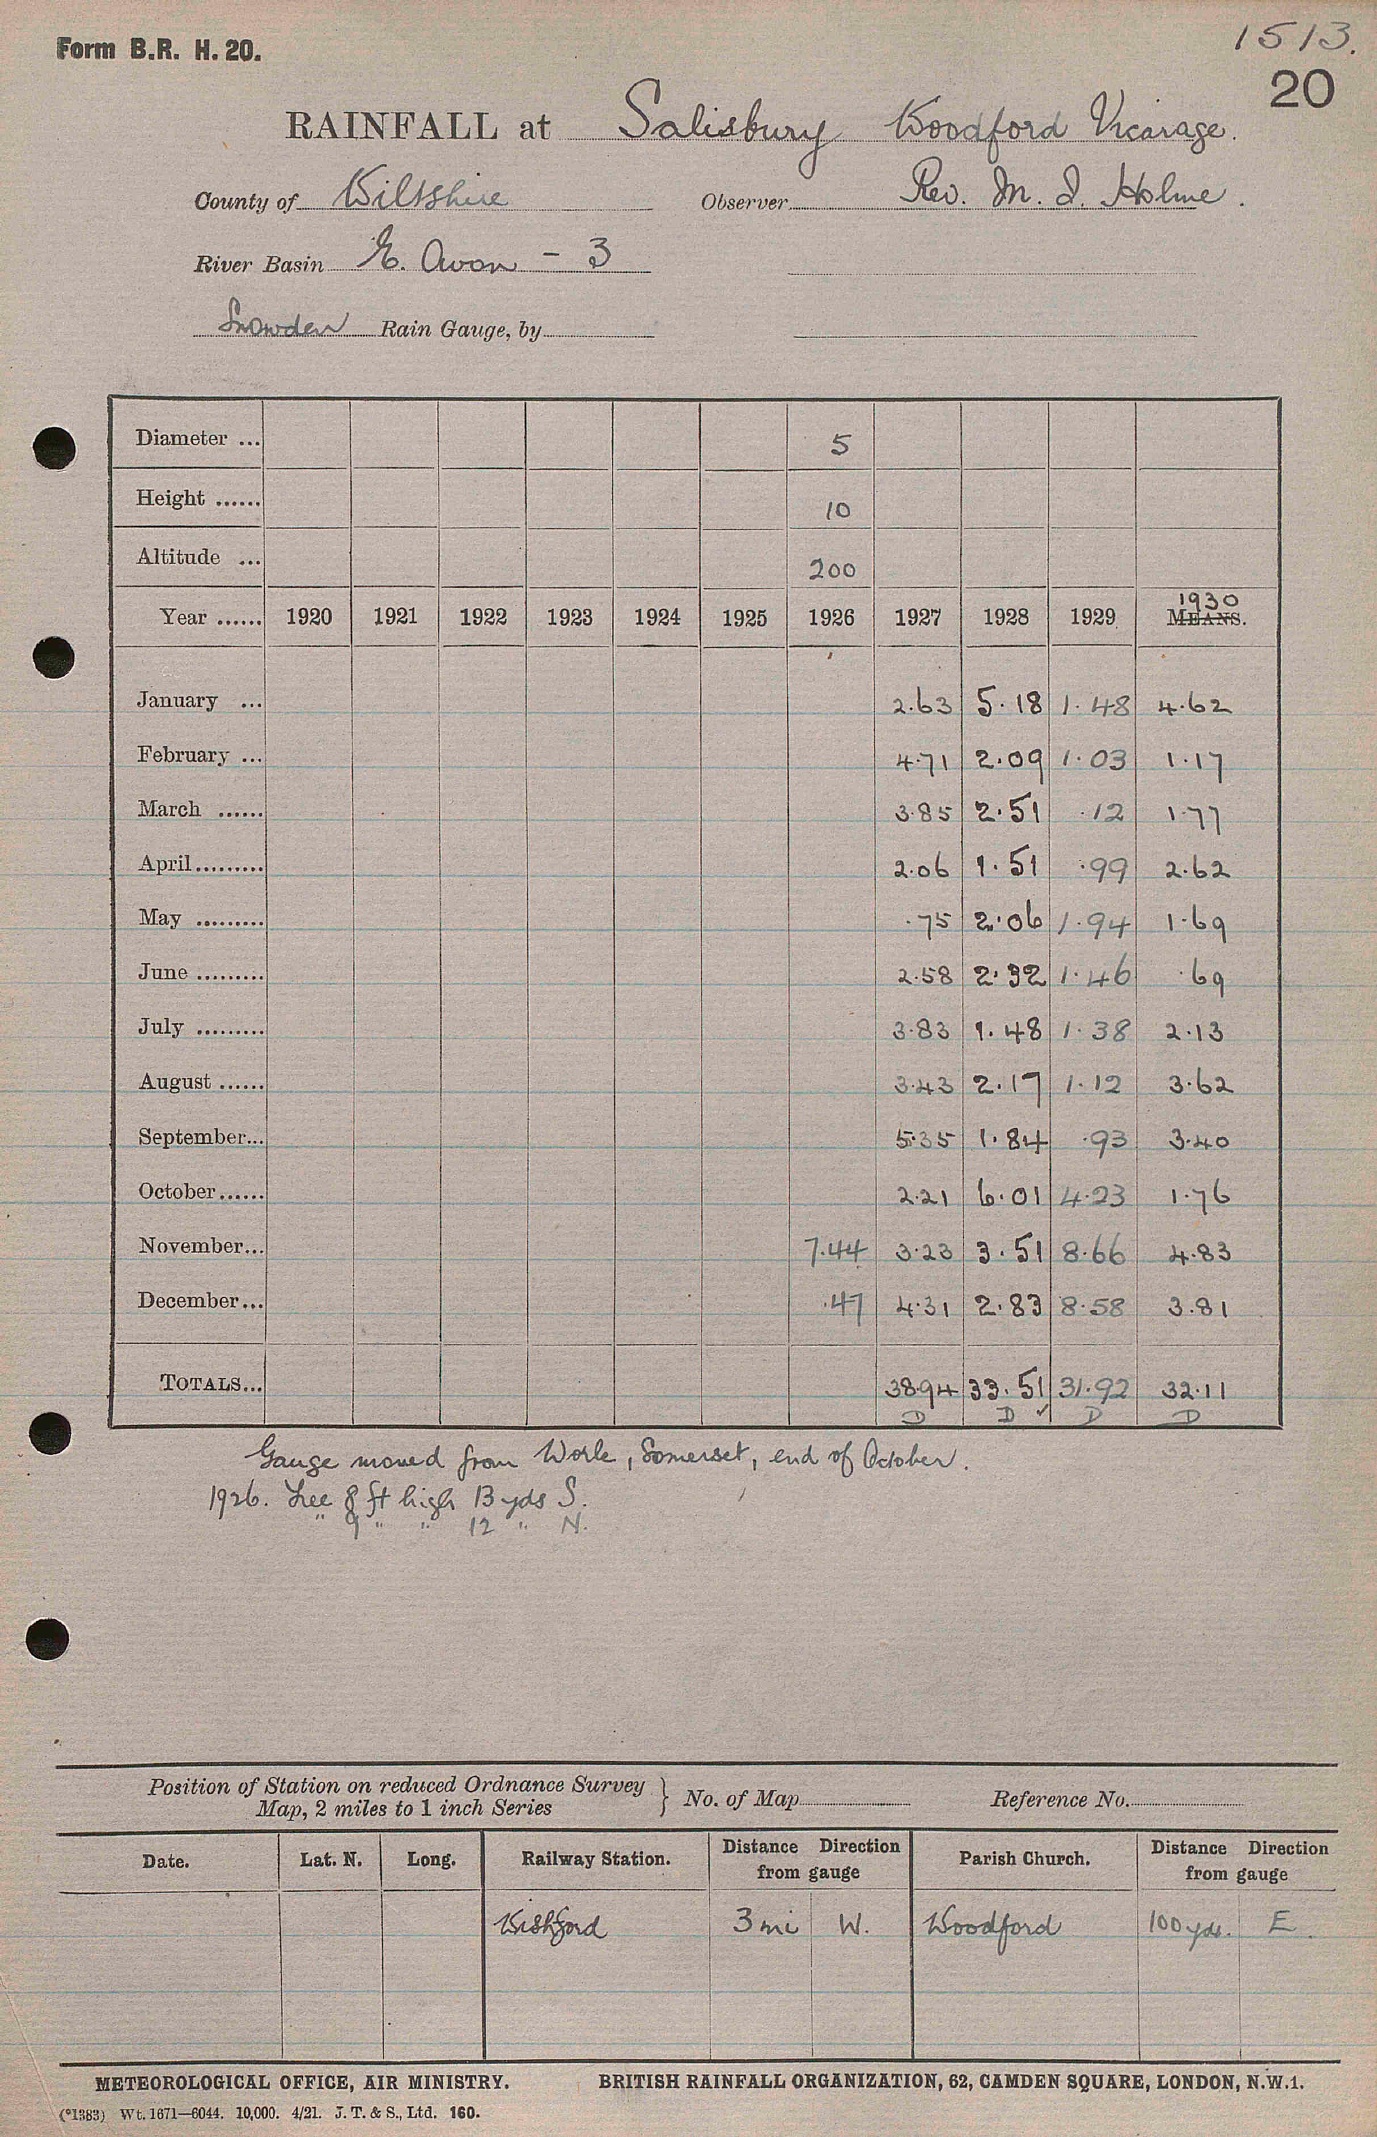 1513.
Form B.R. H. 20.
20
RAINFALL at Salisbury Woodford Vicarage.
County of Wiltshire Observer Rev. M. I. Holme.
River Basin E. Avon - 3
Snowden Rain Gauge, by
Diameter ... 5
Height ...... 10
Altitude ... 200
1930
Year ...... 1920 1921 1922 1923 1924 1925 1926 1927 1928 1929 MEANS.
January ... 2.63 5.18 1.48 4.62
February ... 4.71 2.09 1.03 1.17
March ...... 3.85 2.51 .12 1.77
April......... 2.06 1.51 .99 2.62
May ......... .75 2.06 1.94 1.69
June ......... 2.58 2.32 1.46 .69
July ......... 3.83 1.48 1.38 2.13
August ...... 3.43 2.17 1.12 3.62
September... 5.35 1.84 .93 3.40
October...... 2.21 6.01 4.23 1.76
November... 7.44 3.23 3.51 8.66 4.83
December... .47 4.31 2.83 8.58 3.81
TOTALS... 38.94 33.51 31.92 32.11
D D ✓ D D
Gauge moved from Worle, Somerset, end of October.
1926. Tree 8 ft high 13 yds S.
" 9 " " 12 " N.
Position of Station on reduced Ordnance Survey } No. of Map Reference No.
Map, 2 miles to 1 inch Series
Date. Lat. N. Long. Railway Station. Distance Direction Parish Church. Distance Direction
from gauge from gauge
Wishford 3 mi W. Woodford 100 yds. E.
METEOROLOGICAL OFFICE, AIR MINISTRY. BRITISH RAINFALL ORGANIZATION, 62, CAMDEN SQUARE, LONDON, N.W.1.
(*1383) Wt. 1671—6044. 10,000. 4/21. J. T. & S., Ltd. 160.